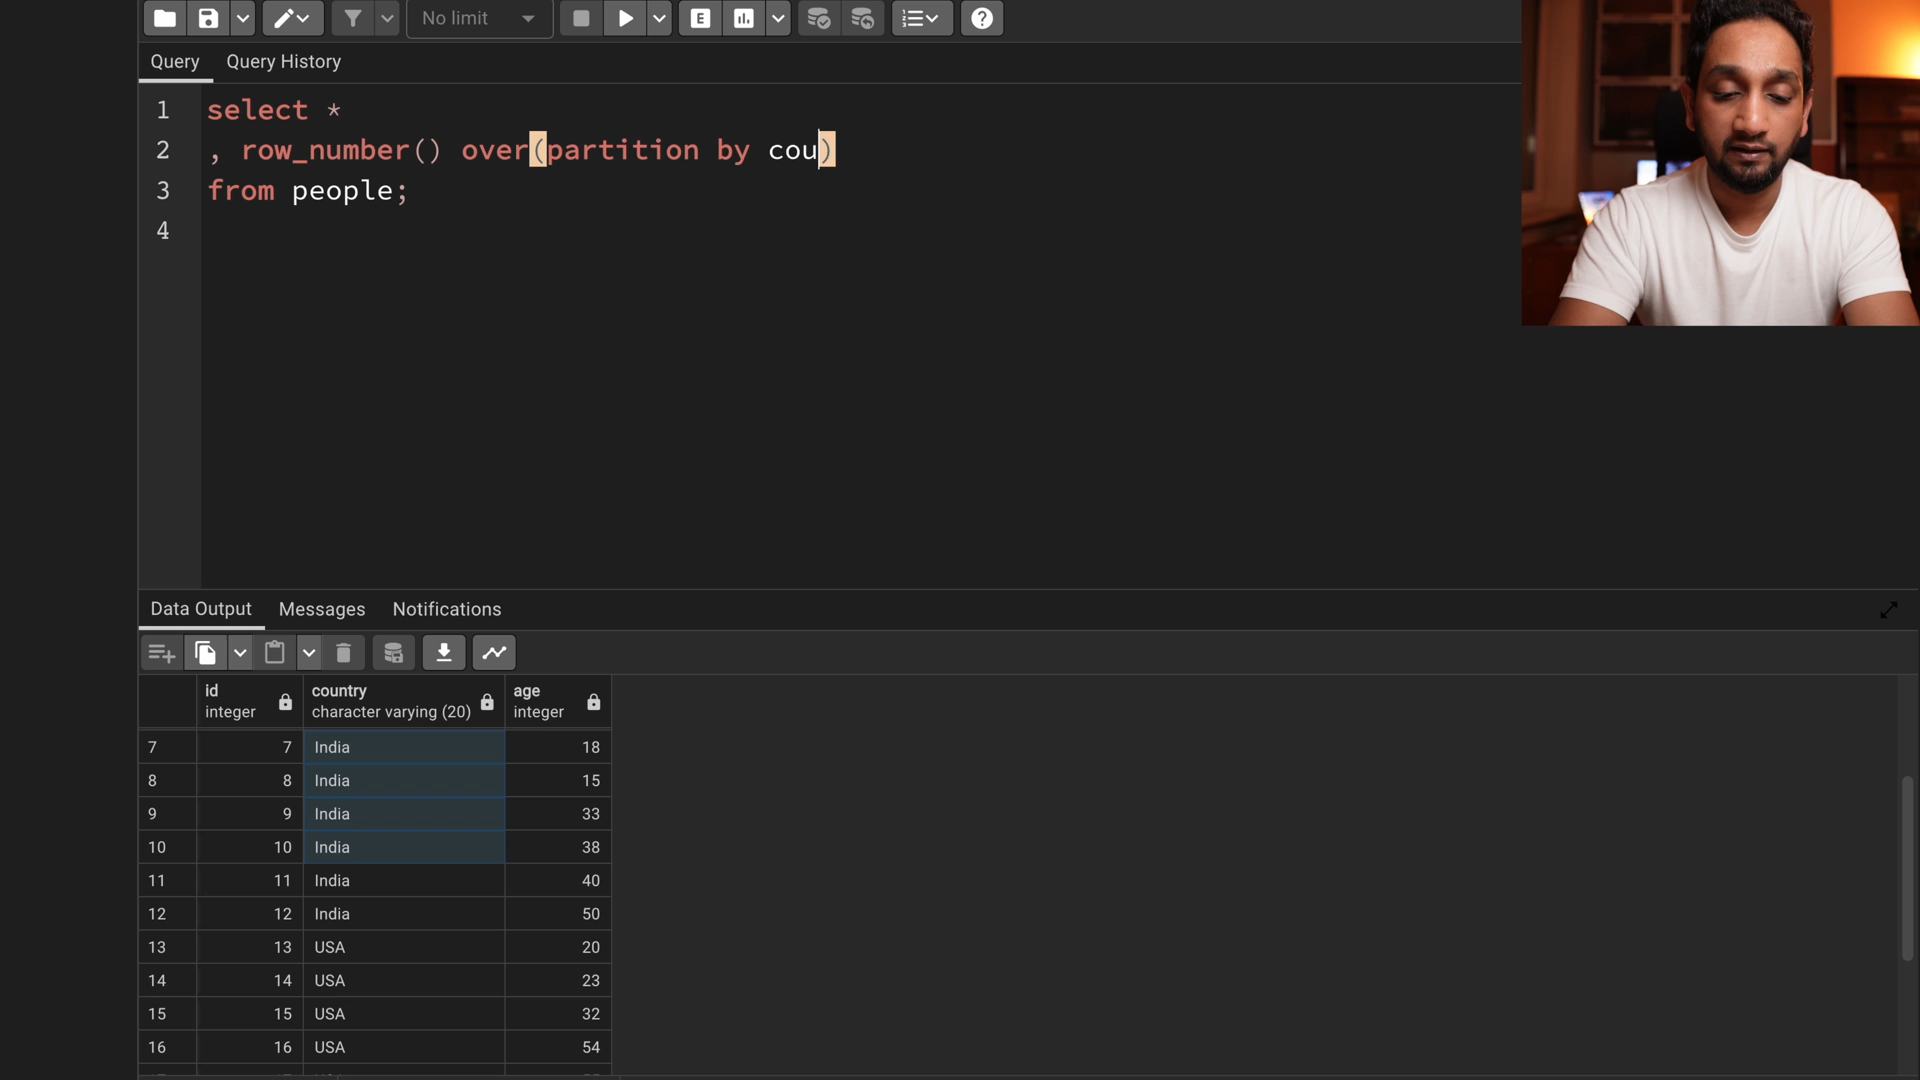 No limit
E
Query Query History
1 select *
2 , row_number() over(partition by cou)
3 from people;
4
Data Output Messages Notifications
id integer country character varying (20) age integer
7 7 India 18
8 8 India 15
9 9 India 33
10 10 India 38
11 11 India 40
12 12 India 50
13 13 USA 20
14 14 USA 23
15 15 USA 32
16 16 USA 54